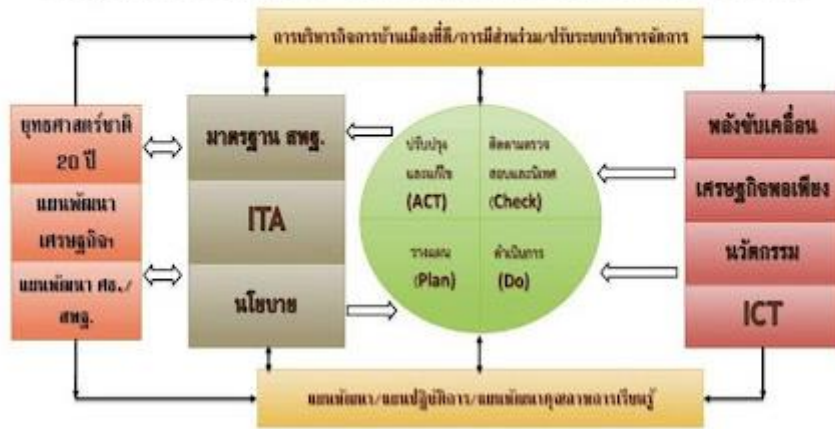 การบริหารกิจการบ้านเมืองที่ดี/การมีส่วนร่วม/ปรับระบบบริหารจัดการ
ยุทธศาสตร์ชาติ
20 ปี
แผนพัฒนา
เศรษฐกิจฯ
แผนพัฒนา ศธ./
สพฐ.
มาตรฐาน สพฐ.
ITA
นโยบาย
ปรับปรุง
และแก้ไข
(ACT)
ติดตามตรวจ
สอบและนิเทศ
(Check)
วางแผน
(Plan)
ดำเนินการ
(Do)
พลังขับเคลื่อน
เศรษฐกิจพอเพียง
นวัตกรรม
ICT
แผนพัฒนา/แผนปฏิบัติการ/แผนพัฒนาคุณภาพการเรียนรู้